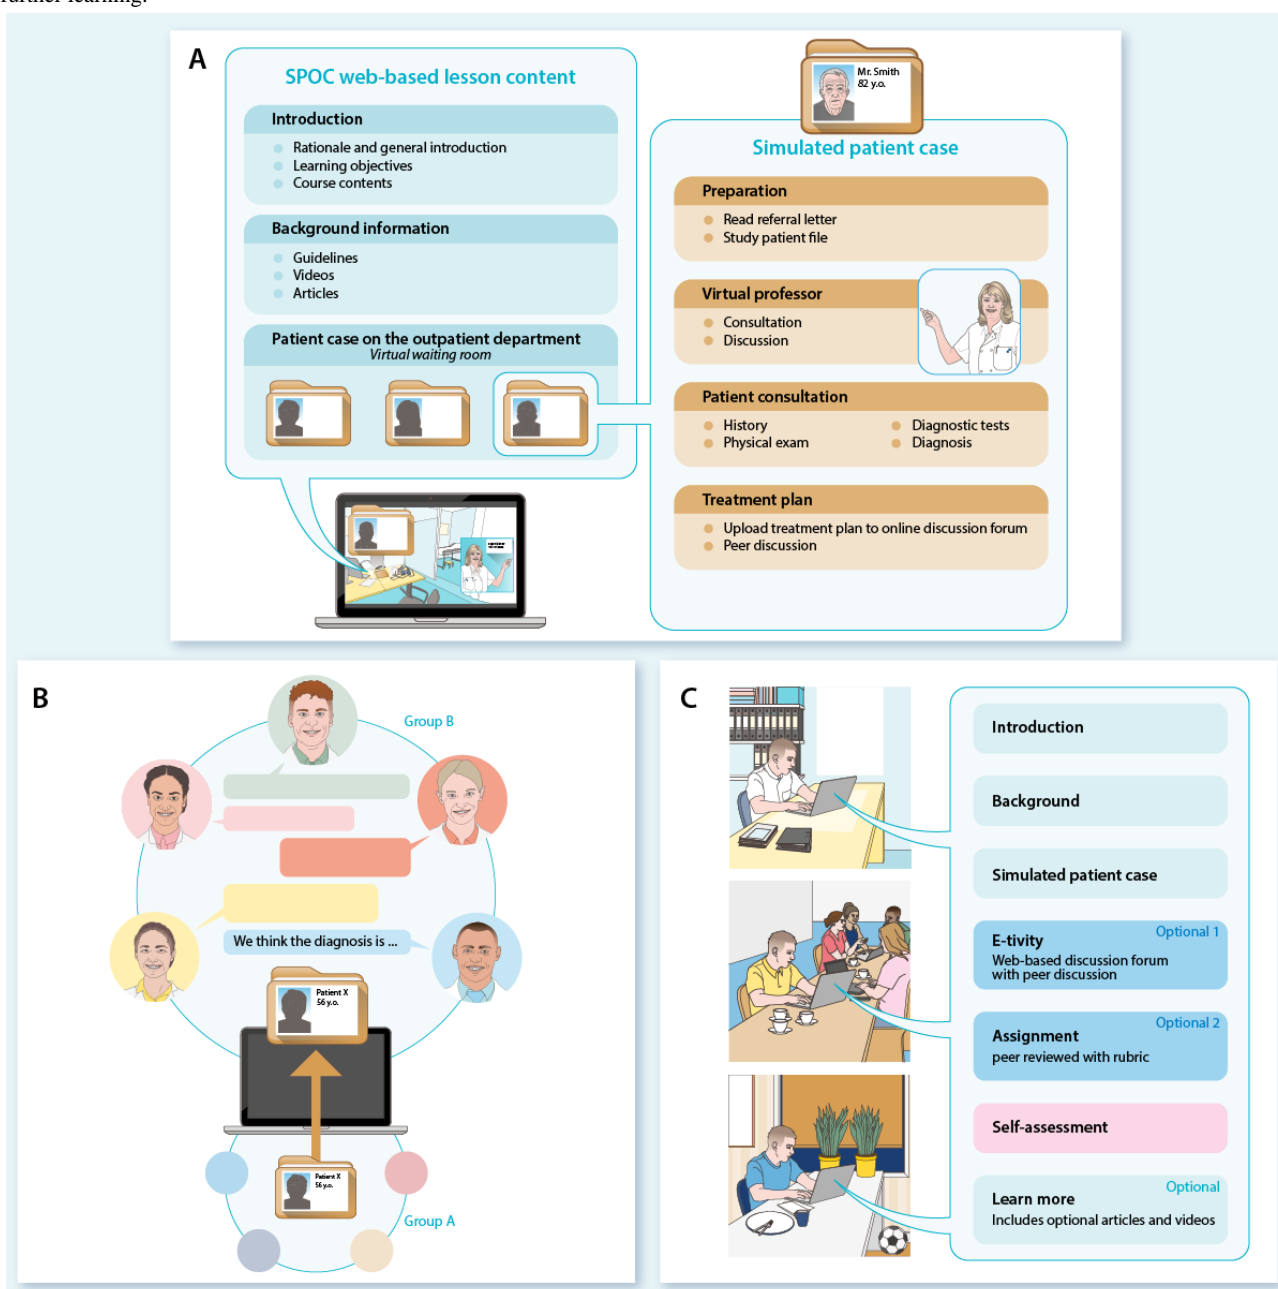 further learning.
A
SPOC web-based lesson content
Introduction
Rationale and general introduction
Learning objectives
Course contents
Background information
Guidelines
Videos
Articles
Patient case on the outpatient department
Virtual waiting room
Mr. Smith
82 y.o.
Simulated patient case
Preparation
Read referral letter
Study patient file
Virtual professor
Consultation
Discussion
Patient consultation
History
Physical exam
Diagnostic tests
Diagnosis
Treatment plan
Upload treatment plan to online discussion forum
Peer discussion
B
Group B
We think the diagnosis is ...
Patient X
56 y.o.
Patient X
56 y.o.
Group A
C
Introduction
Background
Simulated patient case
Optional 1
E-tivity
Web-based discussion forum
with peer discussion
Optional 2
Assignment
peer reviewed with rubric
Self-assessment
Optional
Learn more
Includes optional articles and videos